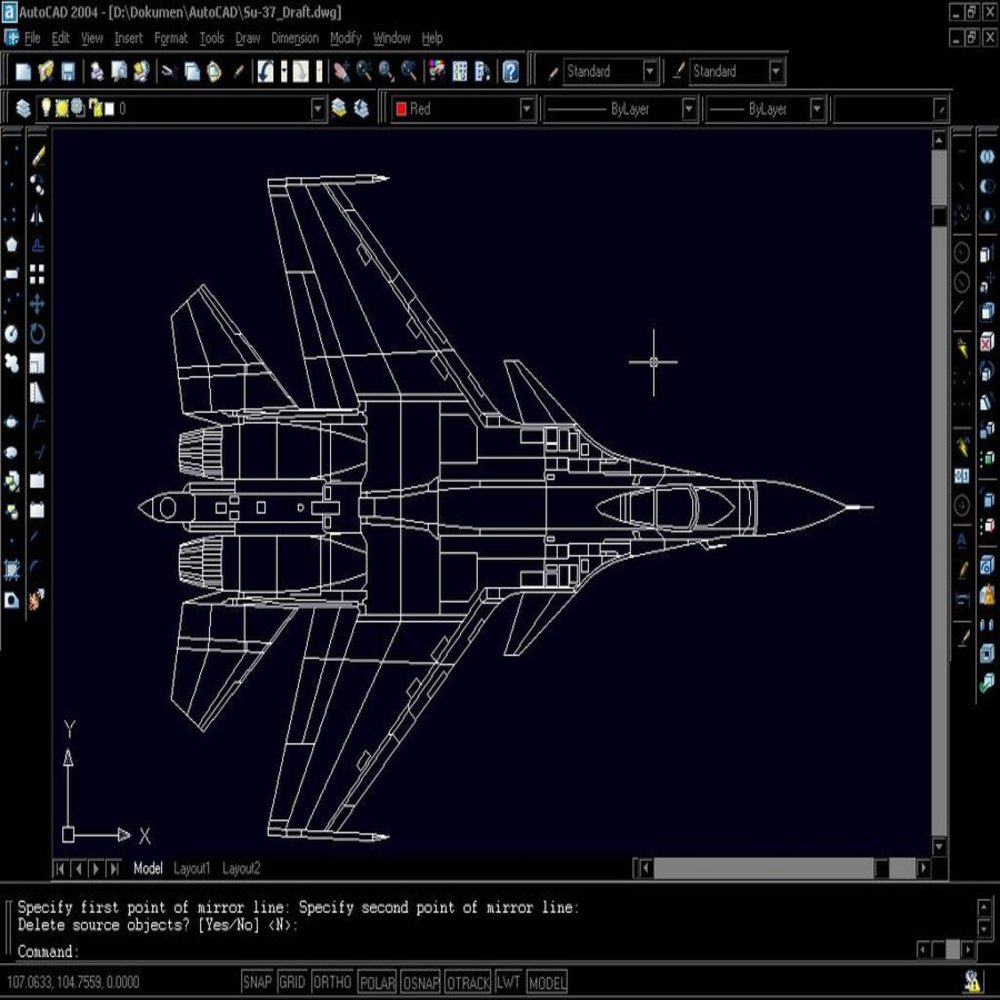 AutoCAD 2004 - [D:\Dokumen\AutoCAD\Su-37_Draft.dwg]
File Edit View Insert Format Tools Draw Dimension Modify Window Help
Standard Standard
0 Red ByLayer ByLayer
Y
X
Model Layout1 Layout2
Specify first point of mirror line: Specify second point of mirror line:
Delete source objects? [Yes/No] <N>:
Command:
107.0633, 104.7559, 0.0000 SNAP GRID ORTHO POLAR OSNAP OTRACK LWT MODEL